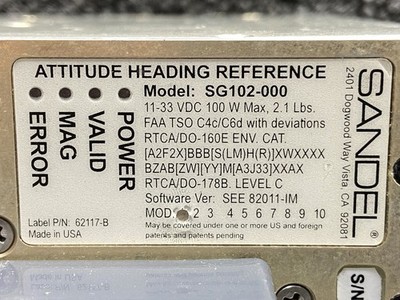 ATTITUDE HEADING REFERENCE
Model: SG102-000
11-33 VDC 100 W Max, 2.1 Lbs.
FAA TSO C4c/C6d with deviations
RTCA/DO-160E ENV. CAT.
[A2F2X]BBB[S(LM)H(R)]XWXXXX
BZAB[ZW][YY]M[A3J33]XXAX
RTCA/DO-178B. LEVEL C
Software Ver: SEE 82011-IM
MOD 2 3 4 5 6 7 8 9 10
May be covered under one or more US and foreign
patents and patents pending
ERROR
MAG
VALID
POWER
Label P/N: 62117-B
Made in USA
SANDEL
2401 Dogwood Way Vista, CA 92081
S/N